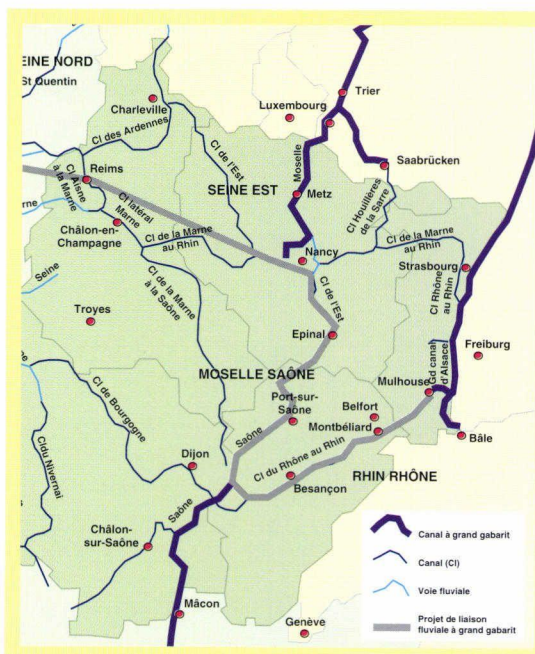 EINE NORD
St Quentin
Charleville
Luxembourg
Trier
Cl des Ardennes
Cl de l'Est
Reims
Cl Aisne
à la Marne
SEINE EST
Moselle
Metz
Saabrücken
Cl Houillères
de la Sarre
Cl latéral
Marne
rne
Châlon-en-
Champagne
Cl de la Marne
au Rhin
Nancy
Cl de la Marne
au Rhin
Strasbourg
Seine
Cl de la Marne
à la Saône
Cl de l'Est
Cl Rhône
au Rhin
Troyes
Epinal
Freiburg
Gd canal
d'Alsace
MOSELLE SAÔNE
Mulhouse
Port-sur-
Saône
Belfort
Montbéliard
Bâle
ne
Cl de Bourgogne
Saône
Cl du Rhône au Rhin
Cldu Nivernai
Dijon
Besançon
RHIN RHÔNE
Saône
Châlon-
sur-Saône
Mâcon
Genève
Canal à grand gabarit
Canal (Cl)
Voie fluviale
Projet de liaison
fluviale à grand gabarit